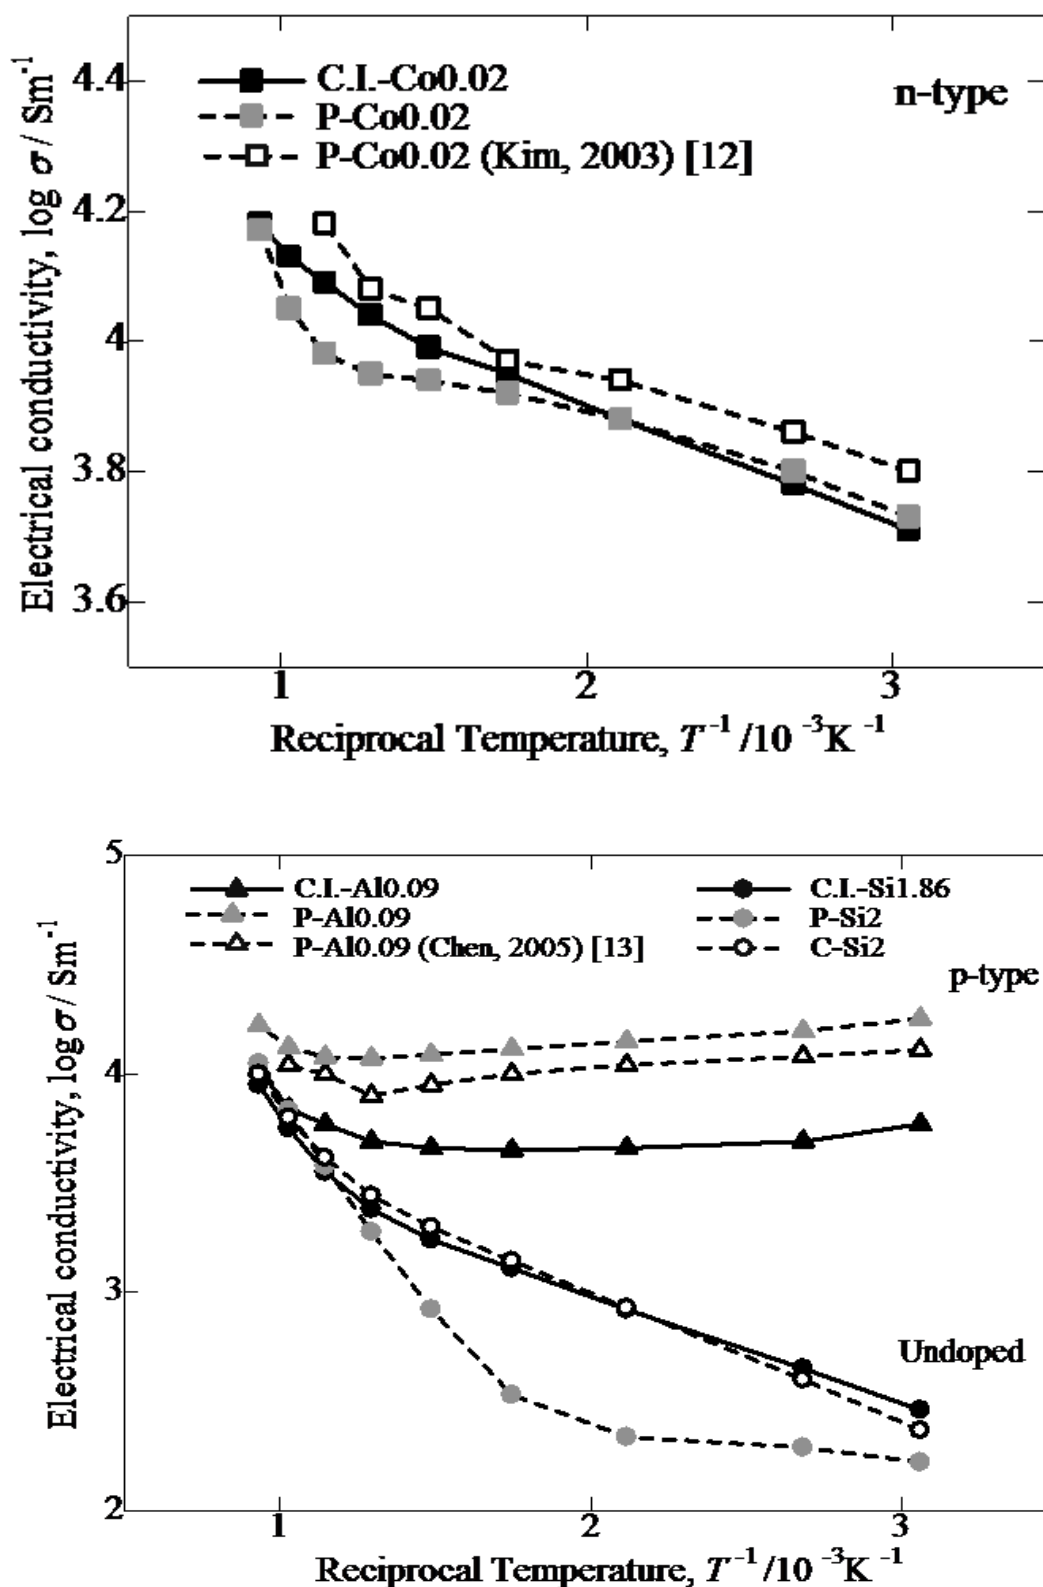 4.4
4.2
4
3.8
3.6
Electrical conductivity, log σ / Sm⁻¹
C.I.-Co0.02
P-Co0.02
P-Co0.02 (Kim, 2003) [12]
n-type
1 2 3
Reciprocal Temperature, T⁻¹ /10⁻³K⁻¹
5
4
3
2
Electrical conductivity, log σ / Sm⁻¹
C.I.-Al0.09
P-Al0.09
P-Al0.09 (Chen, 2005) [13]
C.I.-Si1.86
P-Si2
C-Si2
p-type
Undoped
1 2 3
Reciprocal Temperature, T⁻¹ /10⁻³K⁻¹